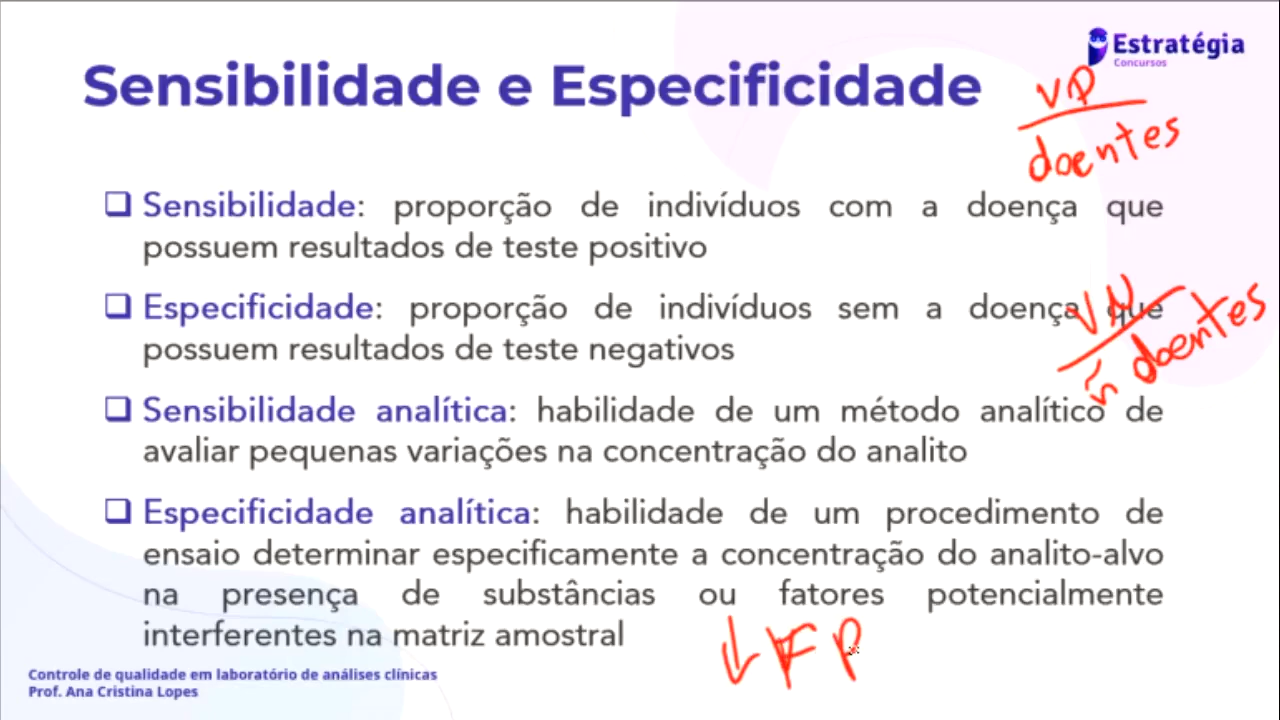 Estratégia
Concursos
Sensibilidade e Especificidade
VP
doentes
Sensibilidade: proporção de indivíduos com a doença que
possuem resultados de teste positivo
Especificidade: proporção de indivíduos sem a doença que
possuem resultados de teste negativos
VN
ñ doentes
Sensibilidade analítica: habilidade de um método analítico de
avaliar pequenas variações na concentração do analito
Especificidade analítica: habilidade de um procedimento de
ensaio determinar especificamente a concentração do analito-alvo
na presença de substâncias ou fatores potencialmente
interferentes na matriz amostral
↓ FP
Controle de qualidade em laboratório de análises clínicas
Prof. Ana Cristina Lopes